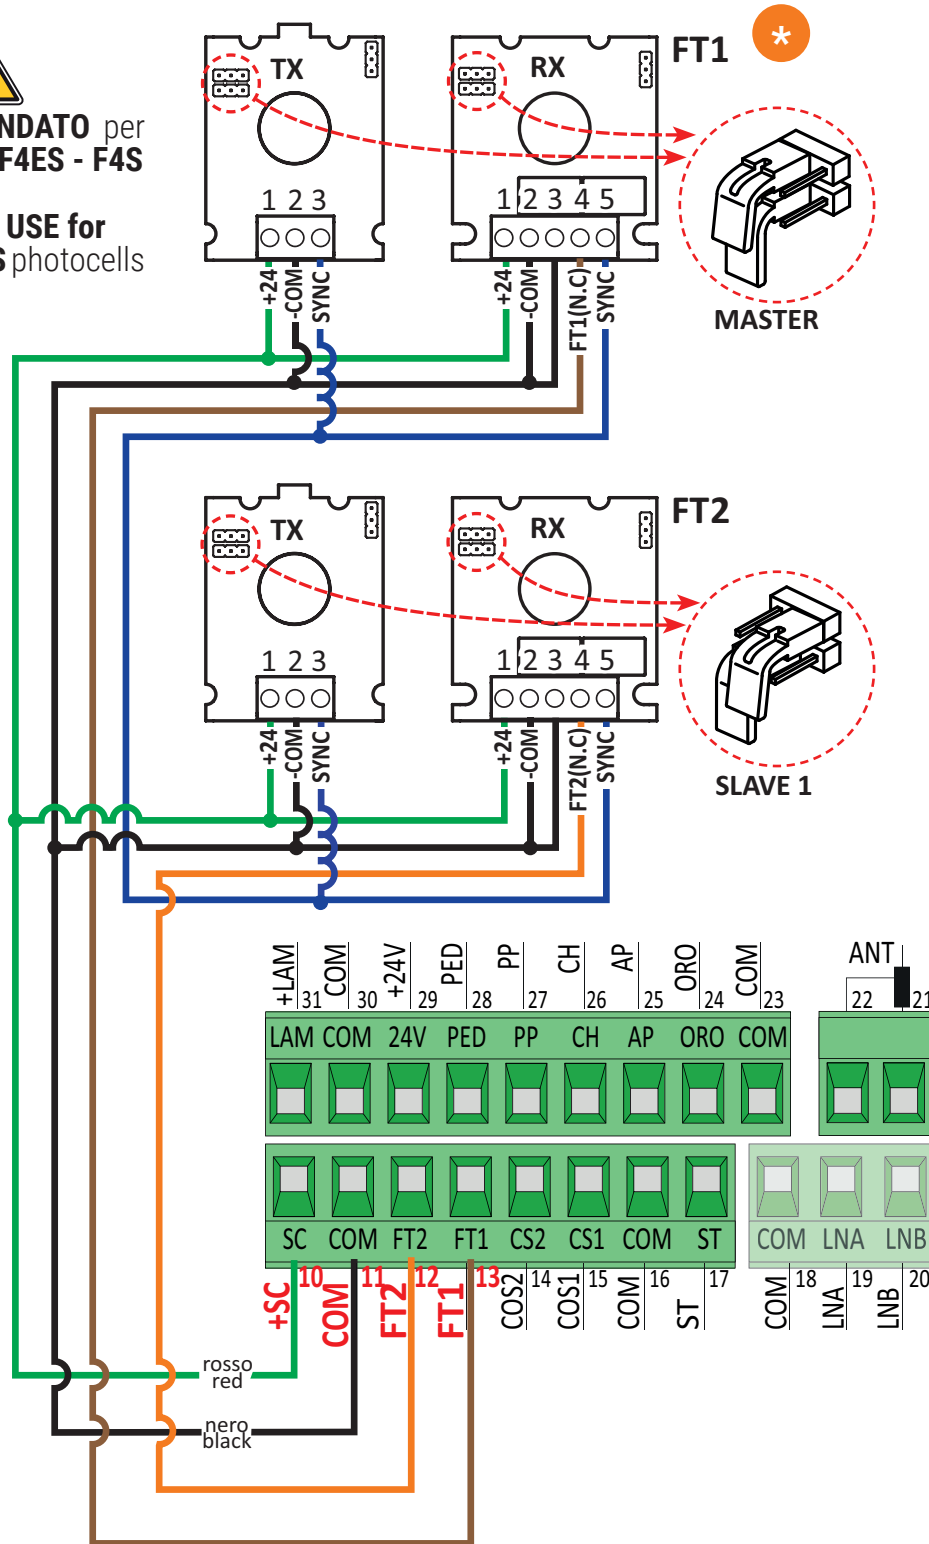 FT1
*
TX
RX
NDATO per
F4ES - F4S
USE for
S photocells
1 2 3
1 2 3 4 5
+24
-COM
SYNC
+24
-COM
FT1(N.C)
SYNC
MASTER
FT2
TX
RX
1 2 3
1 2 3 4 5
+24
-COM
SYNC
+24
-COM
FT2(N.C)
SYNC
SLAVE 1
+LAM COM +24V PED PP CH AP ORO COM ANT
31 30 29 28 27 26 25 24 23 22 21
LAM COM 24V PED PP CH AP ORO COM
SC COM FT2 FT1 CS2 CS1 COM ST COM LNA LNB
10 11 12 13 14 15 16 17 18 19 20
+SC COM FT2 FT1 COS2 COS1 COM ST COM LNA LNB
rosso
red
nero
black